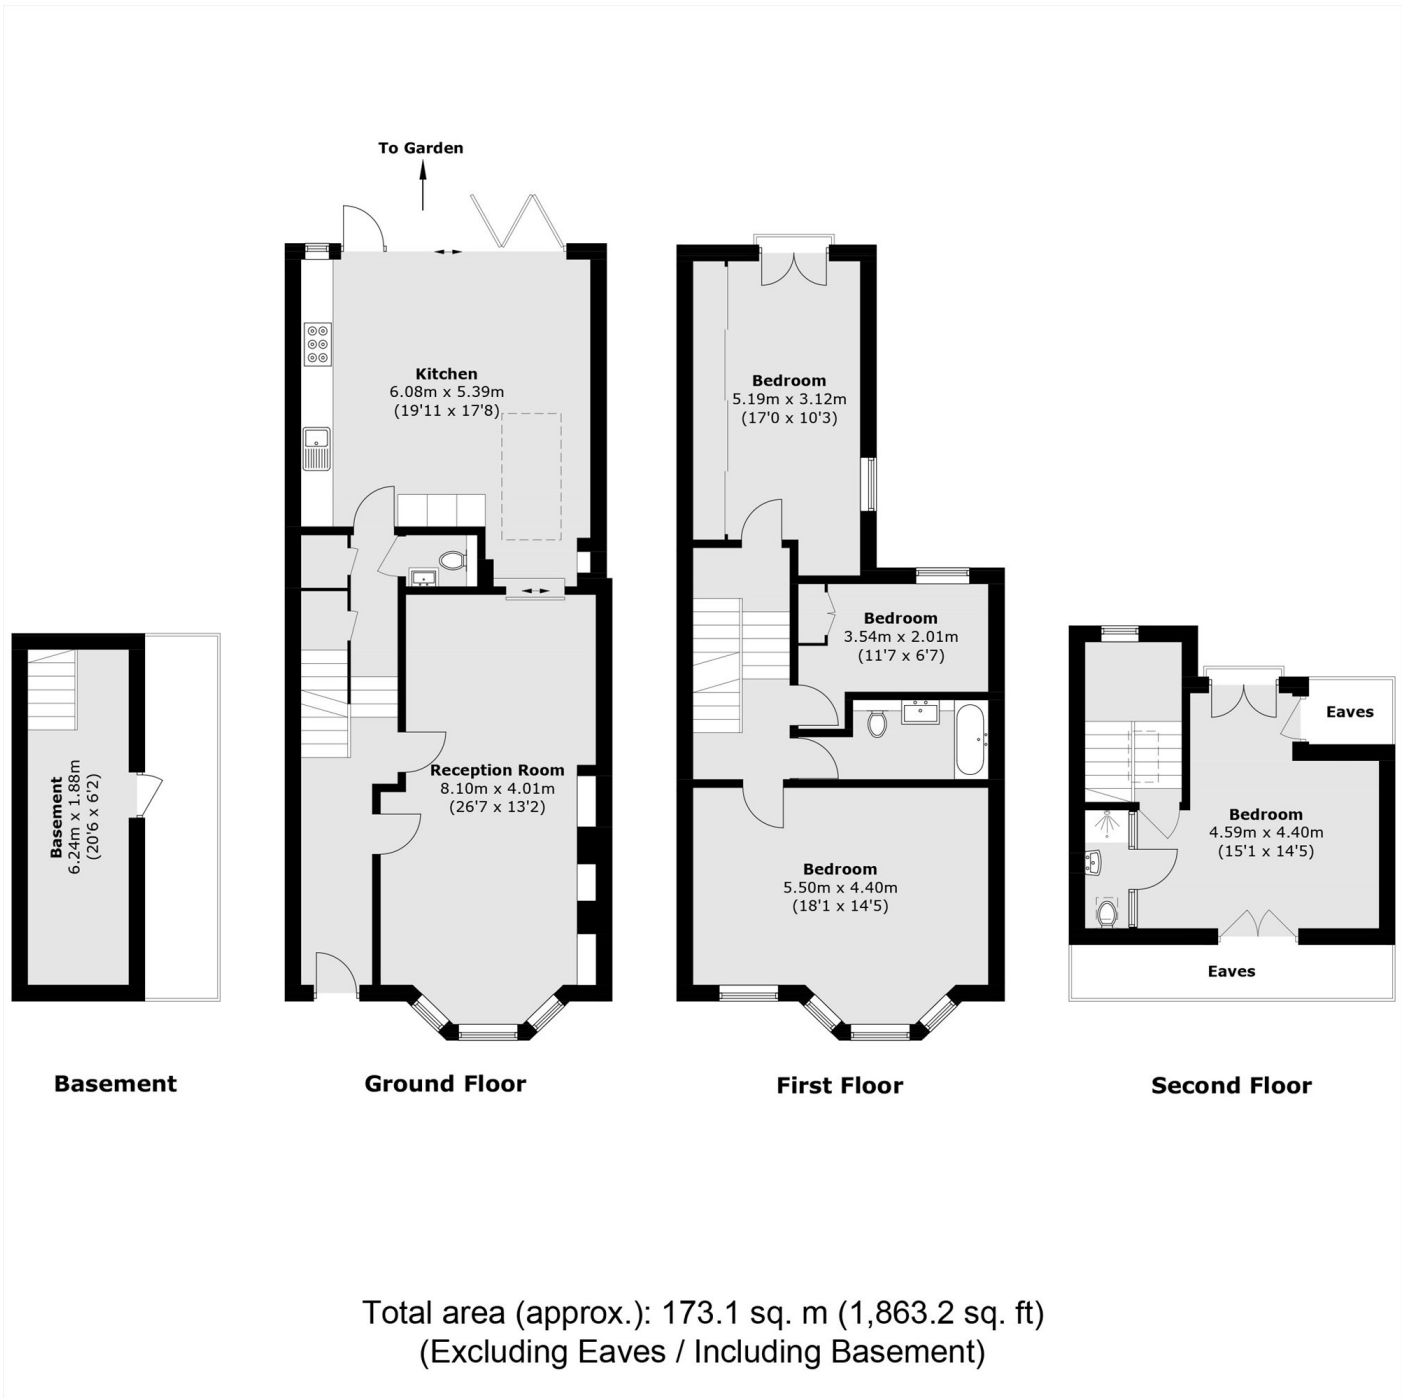 To Garden
Kitchen
6.08m x 5.39m
(19'11 x 17'8)
Reception Room
8.10m x 4.01m
(26'7 x 13'2)
Basement
6.24m x 1.88m
(20'6 x 6'2)
Bedroom
5.19m x 3.12m
(17'0 x 10'3)
Bedroom
3.54m x 2.01m
(11'7 x 6'7)
Bedroom
5.50m x 4.40m
(18'1 x 14'5)
Eaves
Bedroom
4.59m x 4.40m
(15'1 x 14'5)
Eaves
Basement
Ground Floor
First Floor
Second Floor
Total area (approx.): 173.1 sq. m (1,863.2 sq. ft)
(Excluding Eaves / Including Basement)